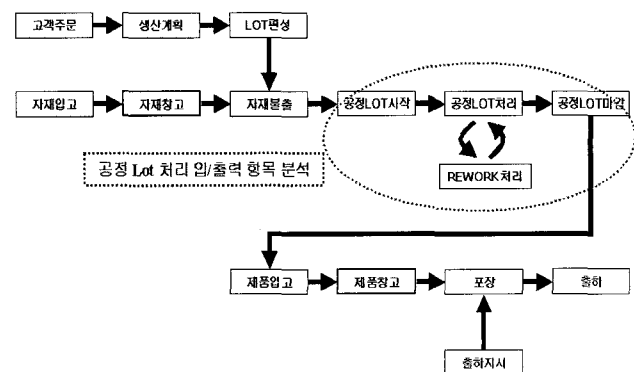 고객주문
생산계획
LOT편성
자재입고
자재창고
자재불출
공정LOT시작
공정LOT처리
공정LOT마감
공정 Lot 처리 입/출력 항목 분석
REWORK처리
제품입고
제품창고
포장
출하
출하지시